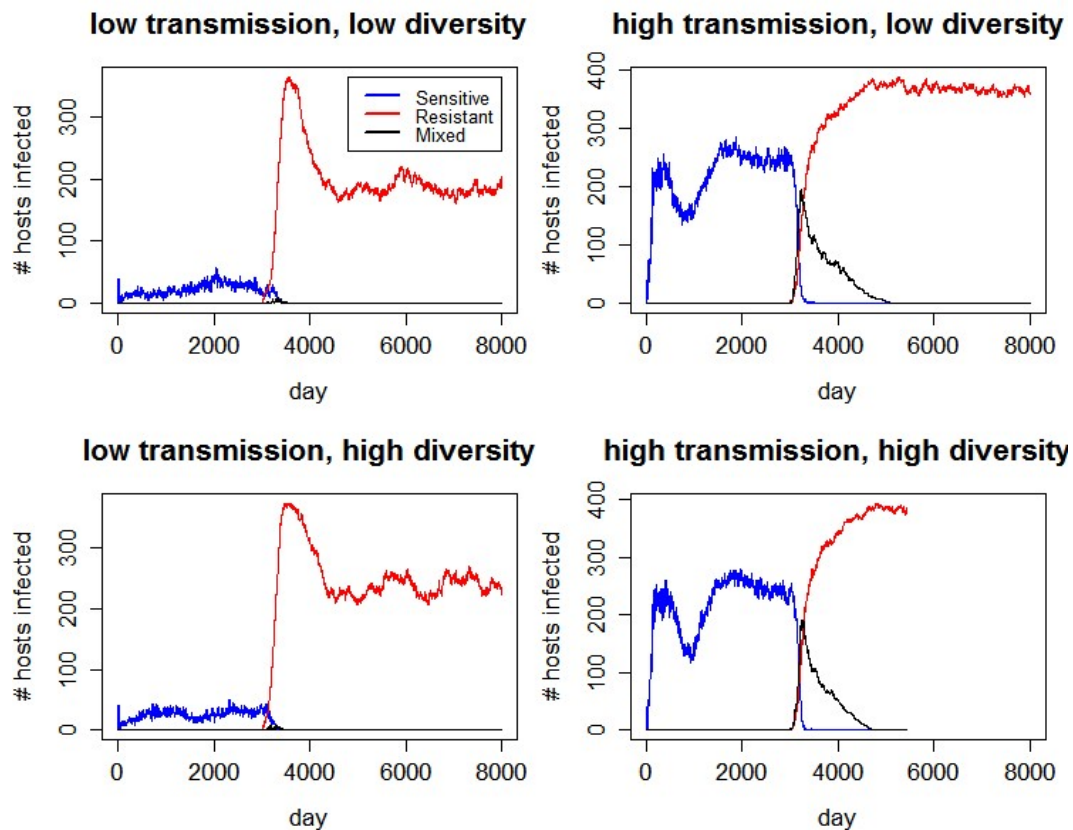 low transmission, low diversity
# hosts infected
300
200
100
0
Sensitive
Resistant
Mixed
0 2000 4000 6000 8000
day
high transmission, low diversity
# hosts infected
400
300
200
100
0
0 2000 4000 6000 8000
day
low transmission, high diversity
# hosts infected
300
200
100
0
0 2000 4000 6000 8000
day
high transmission, high diversity
# hosts infected
400
300
200
100
0
0 2000 4000 6000 8000
day